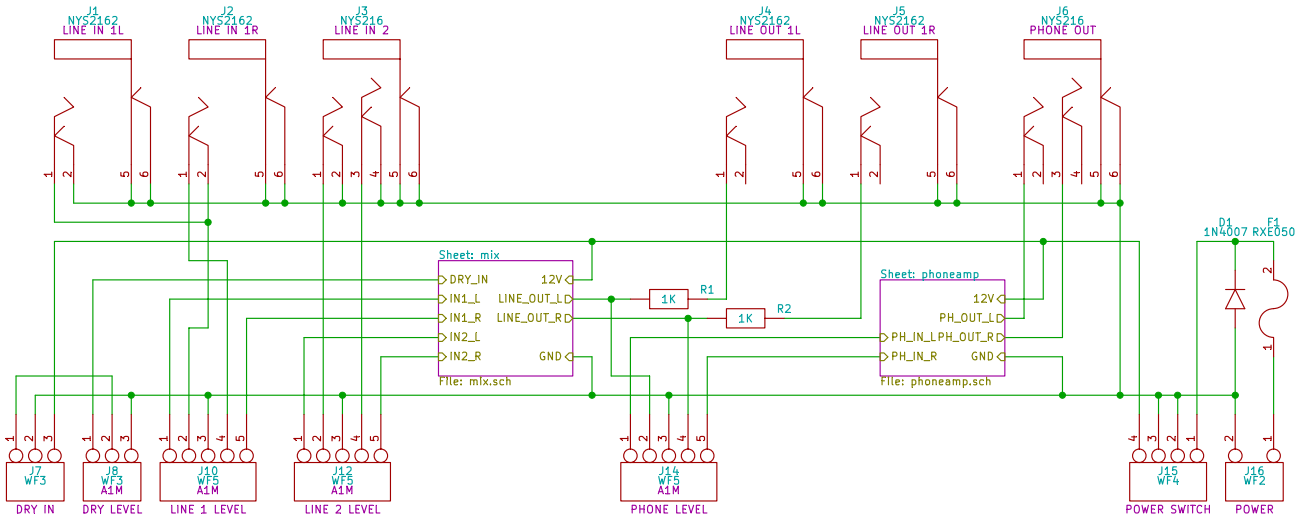 J1 J2 J3 J4 J5 J6
NYS2162 NYS2162 NYS216 NYS2162 NYS2162 NYS216
LINE IN 1L LINE IN 1R LINE IN 2 LINE OUT 1L LINE OUT 1R PHONE OUT
1 2 5 6 1 2 5 6 1 2 3 4 5 6 1 2 5 6 1 2 5 6 1 2 3 4 5 6
D1 F1
1N4007 RXE050
Sheet: mix
DRY_IN 12V
IN1_L LINE_OUT_L
IN1_R LINE_OUT_R
IN2_L
IN2_R GND
File: mix.sch
R1
1K
R2
1K
Sheet: phoneamp
12V
PH_OUT_L
PH_IN_L PH_OUT_R
PH_IN_R GND
File: phoneamp.sch
2
1
1 2 3 1 2 3 1 2 3 4 5 1 2 3 4 5 1 2 3 4 5 4 3 2 1 2 1
J7 J8 J10 J12 J14 J15 J16
WF3 WF3 WF5 WF5 WF5 WF4 WF2
A1M A1M A1M A1M
DRY IN DRY LEVEL LINE 1 LEVEL LINE 2 LEVEL PHONE LEVEL POWER SWITCH POWER